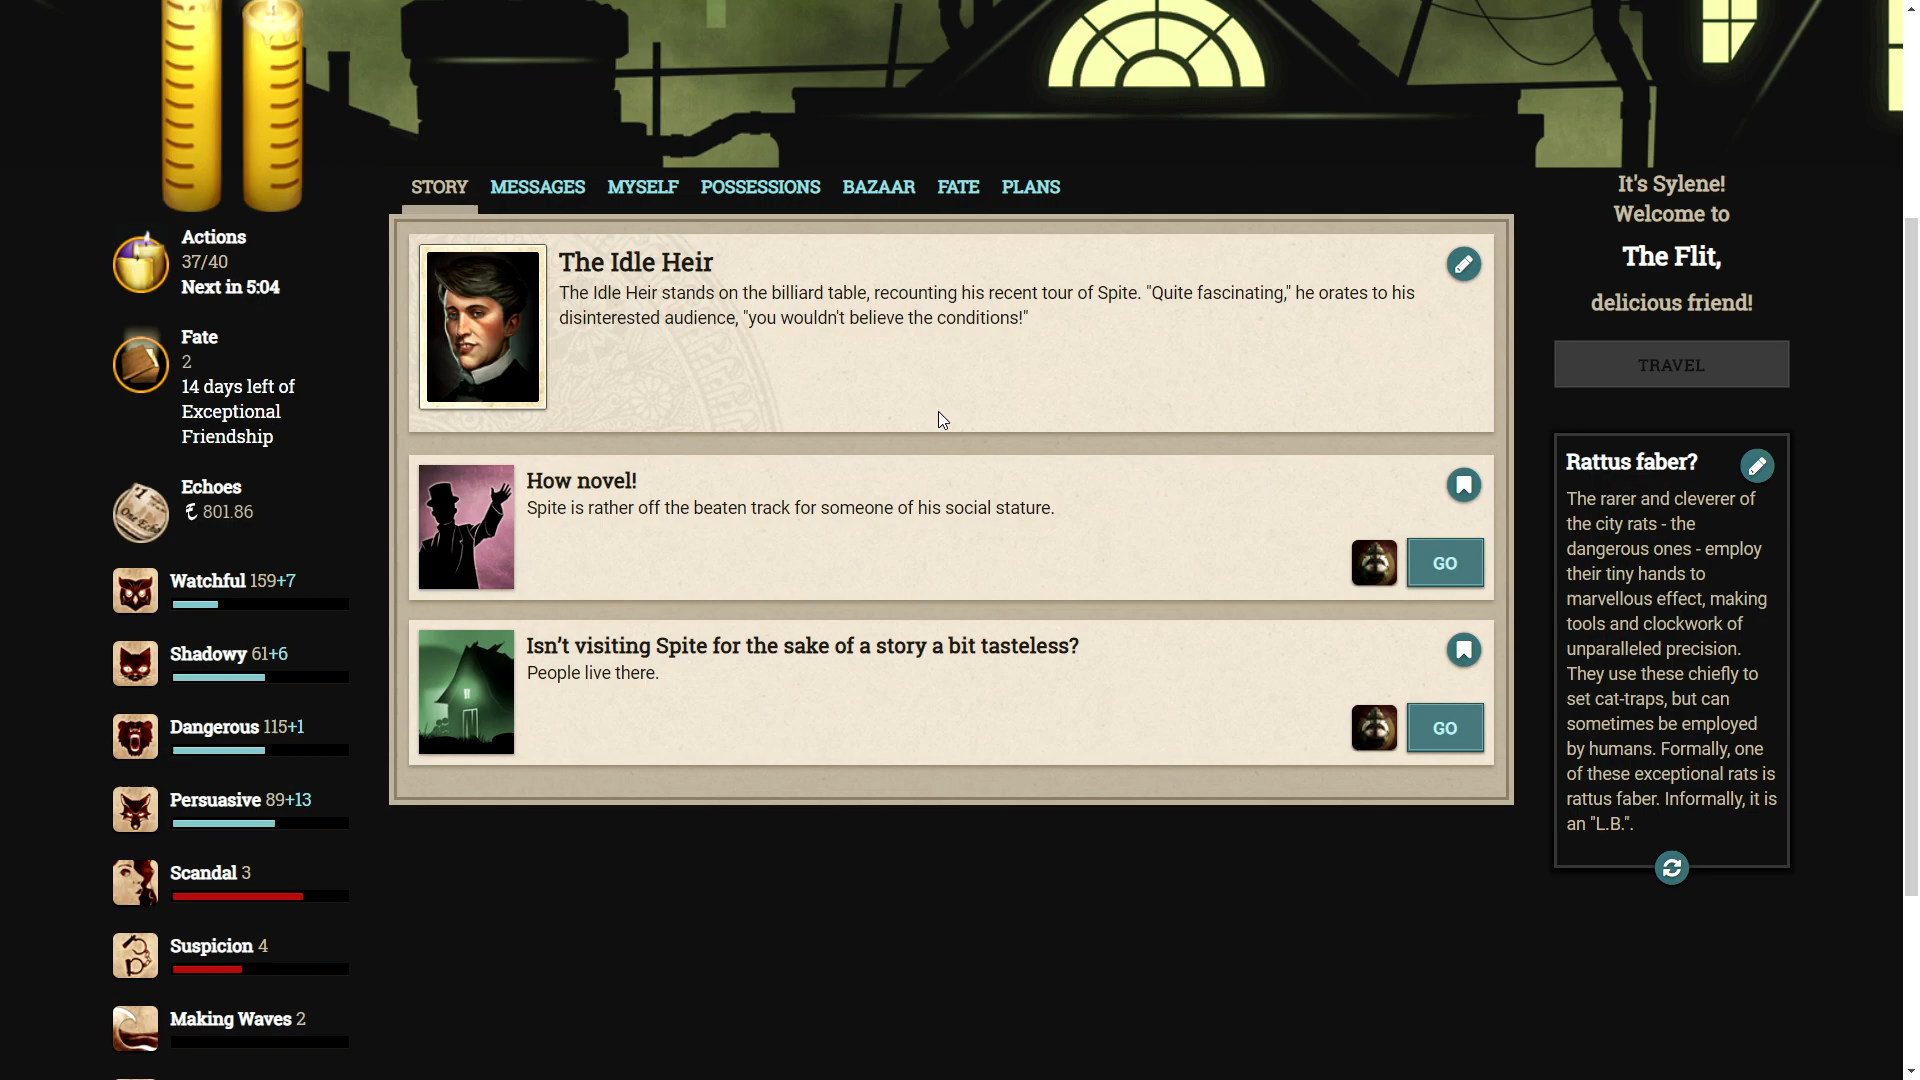 STORY MESSAGES MYSELF POSSESSIONS BAZAAR FATE PLANS
Actions
37/40
Next in 5:04
Fate
2
14 days left of
Exceptional
Friendship
Echoes
801.86
Watchful 159+7
Shadowy 61+6
Dangerous 115+1
Persuasive 89+13
Scandal 3
Suspicion 4
Making Waves 2
The Idle Heir
The Idle Heir stands on the billiard table, recounting his recent tour of Spite. "Quite fascinating," he orates to his
disinterested audience, "you wouldn't believe the conditions!"
How novel!
Spite is rather off the beaten track for someone of his social stature.
GO
Isn’t visiting Spite for the sake of a story a bit tasteless?
People live there.
GO
It's Sylene!
Welcome to
The Flit,
delicious friend!
TRAVEL
Rattus faber?
The rarer and cleverer of
the city rats - the
dangerous ones - employ
their tiny hands to
marvellous effect, making
tools and clockwork of
unparalleled precision.
They use these chiefly to
set cat-traps, but can
sometimes be employed
by humans. Formally, one
of these exceptional rats is
rattus faber. Informally, it is
an "L.B.".